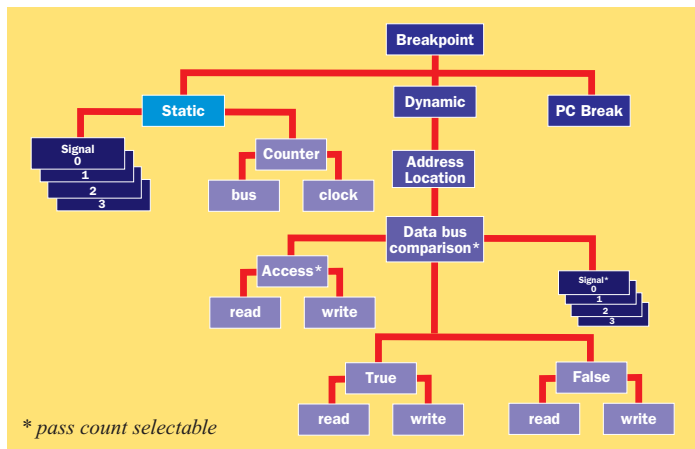 Breakpoint
Static
Dynamic
PC Break
Signal
0
1
2
3
Counter
bus
clock
Address
Location
Data bus
comparison*
Access*
read
write
Signal*
0
1
2
3
True
False
read
write
read
write
* pass count selectable